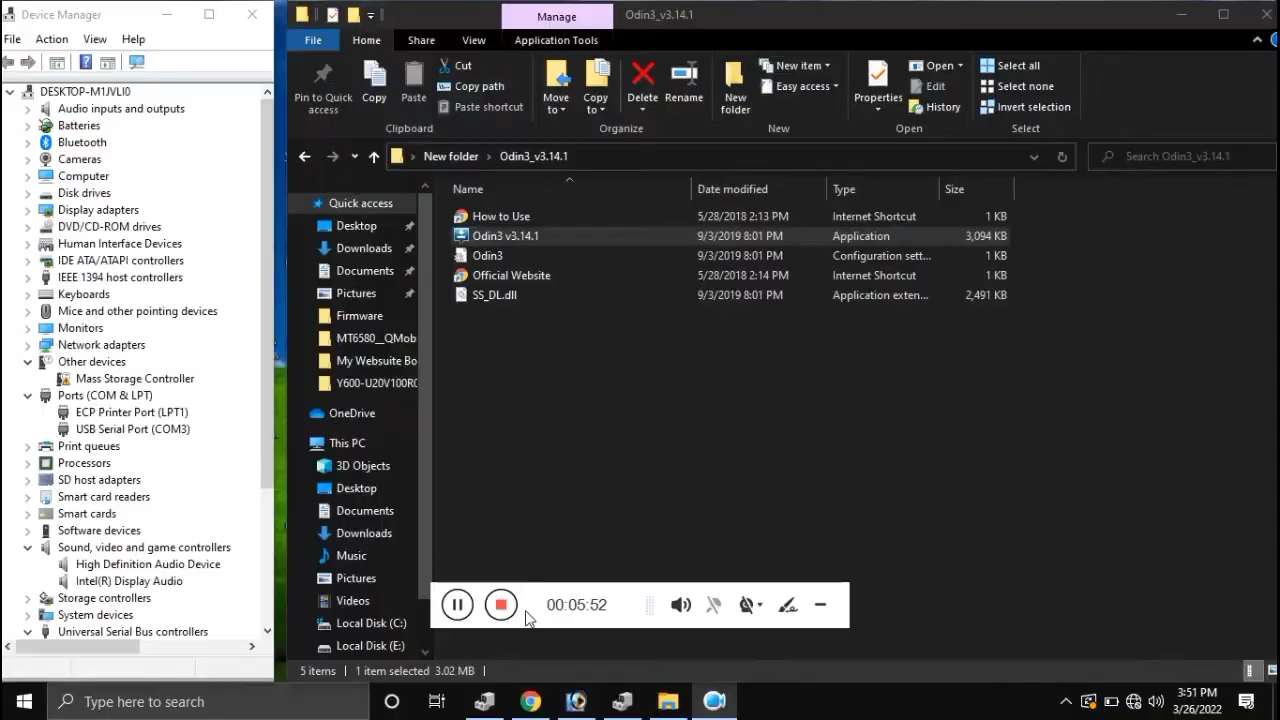 Device Manager
File Action View Help
DESKTOP-M1JVLI0
Audio inputs and outputs
Batteries
Bluetooth
Cameras
Computer
Disk drives
Display adapters
DVD/CD-ROM drives
Human Interface Devices
IDE ATA/ATAPI controllers
IEEE 1394 host controllers
Keyboards
Mice and other pointing devices
Monitors
Network adapters
Other devices
Mass Storage Controller
Ports (COM & LPT)
ECP Printer Port (LPT1)
USB Serial Port (COM3)
Print queues
Processors
SD host adapters
Smart card readers
Smart cards
Software devices
Sound, video and game controllers
High Definition Audio Device
Intel(R) Display Audio
Storage controllers
System devices
Universal Serial Bus controllers
Manage Odin3_v3.14.1
File Home Share View Application Tools
Pin to Quick access
Copy
Paste
Cut
Copy path
Paste shortcut
Clipboard
Move to
Copy to
Delete
Rename
Organize
New folder
New item
Easy access
New
Properties
Open
Edit
History
Open
Select all
Select none
Invert selection
Select
New folder Odin3_v3.14.1
Search Odin3_v3.14.1
Quick access
Desktop
Downloads
Documents
Pictures
Firmware
MT6580__QMob
My Websuite Bo
Y600-U20V100R0
OneDrive
This PC
3D Objects
Desktop
Documents
Downloads
Music
Pictures
Videos
Local Disk (C:)
Local Disk (E:)
Name Date modified Type Size
How to Use 5/28/2018 2:13 PM Internet Shortcut 1 KB
Odin3 v3.14.1 9/3/2019 8:01 PM Application 3,094 KB
Odin3 9/3/2019 8:01 PM Configuration sett... 1 KB
Official Website 5/28/2018 2:14 PM Internet Shortcut 1 KB
SS_DL.dll 9/3/2019 8:01 PM Application exten... 2,491 KB
00:05:52
5 items 1 item selected 3.02 MB
Type here to search
3:51 PM
3/26/2022